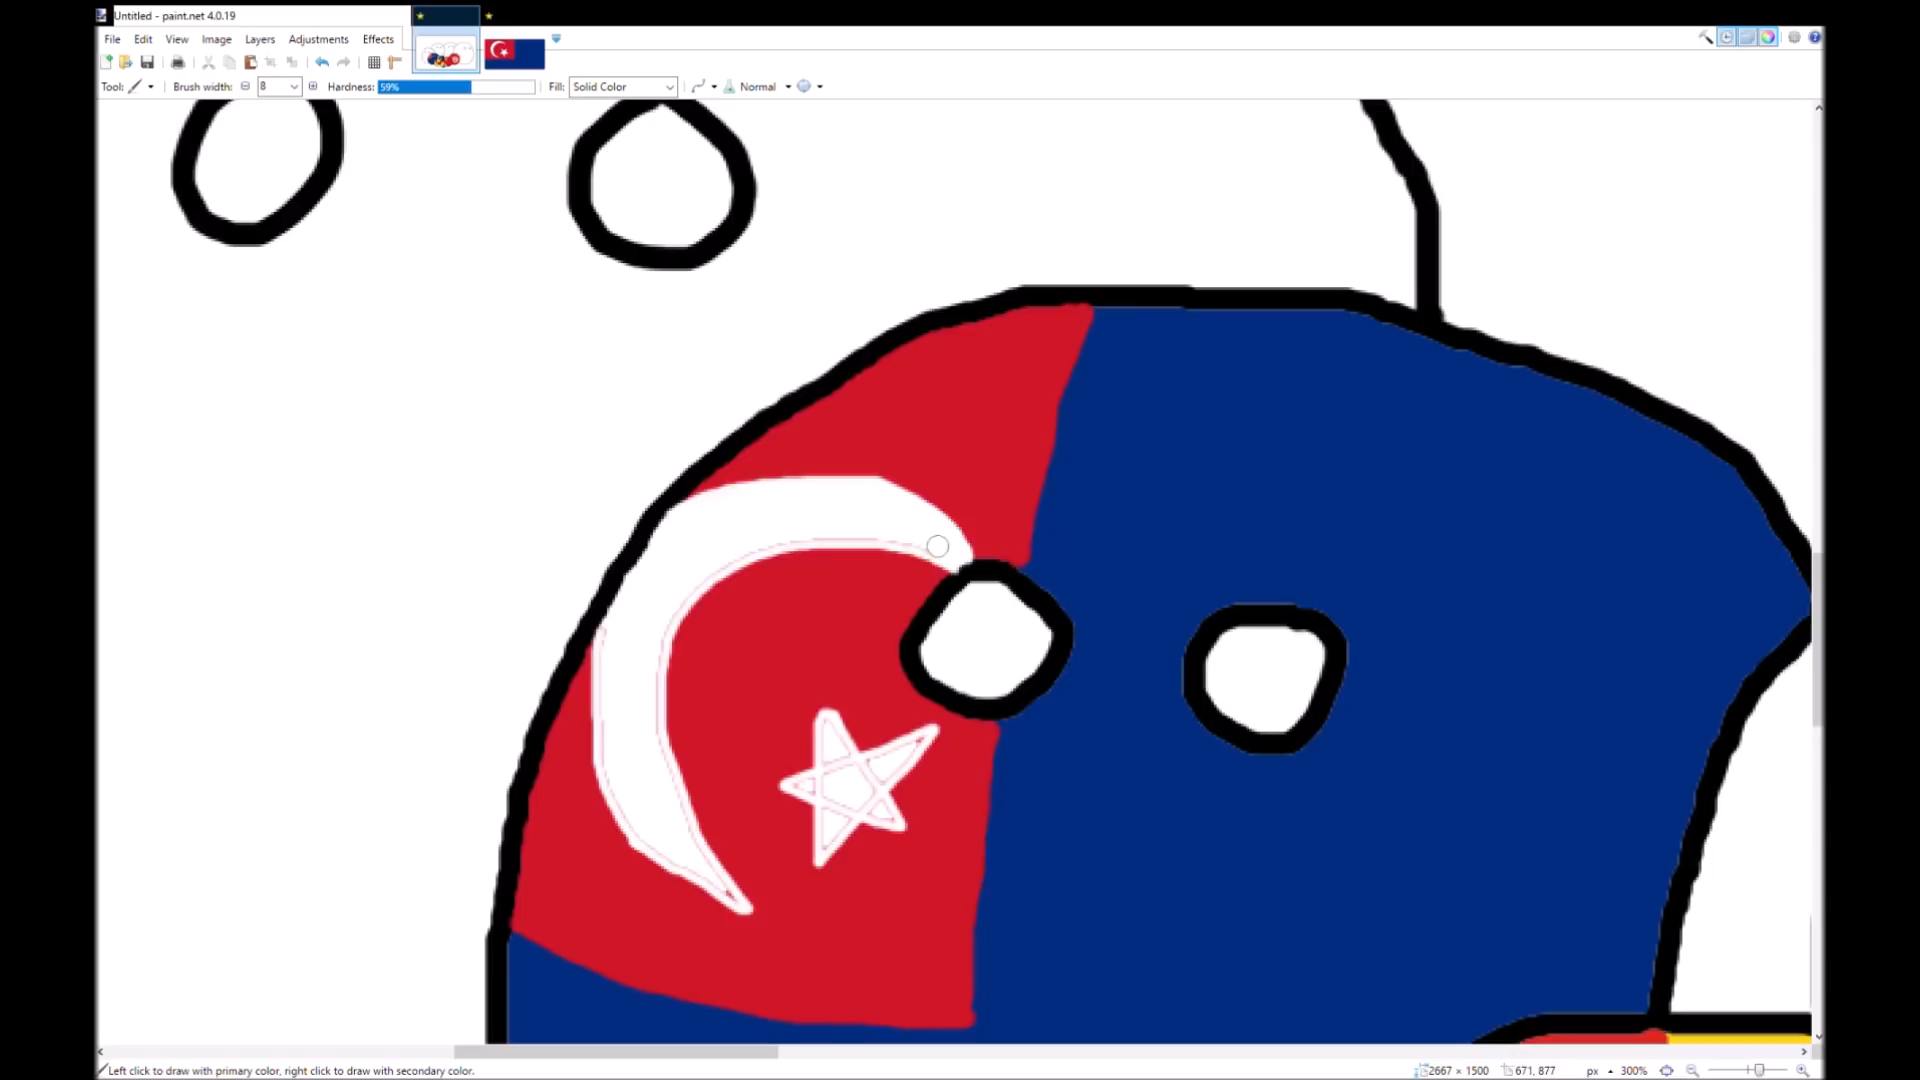 Untitled - paint.net 4.0.19
File Edit View Image Layers Adjustments Effects
Tool: Brush width: 8 Hardness: 59% Fill: Solid Color Normal
Left click to draw with primary color, right click to draw with secondary color. 2667 × 1500 671, 877 px 300%